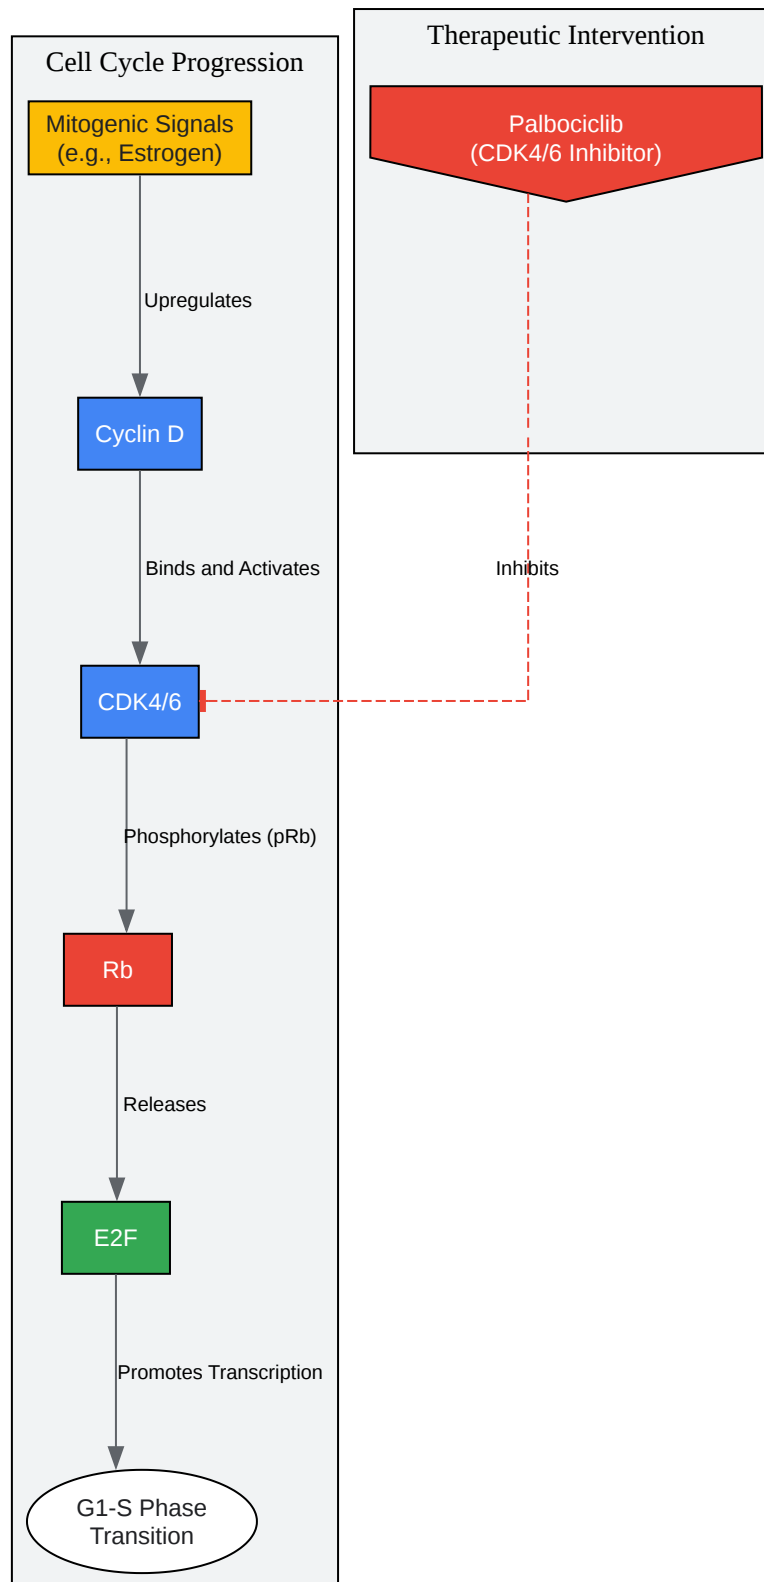 Cell Cycle Progression
Mitogenic Signals
(e.g., Estrogen)
Upregulates
Cyclin D
Binds and Activates
CDK4/6
Phosphorylates (pRb)
Rb
Releases
E2F
Promotes Transcription
G1-S Phase
Transition
Therapeutic Intervention
Palbociclib
(CDK4/6 Inhibitor)
Inhibits